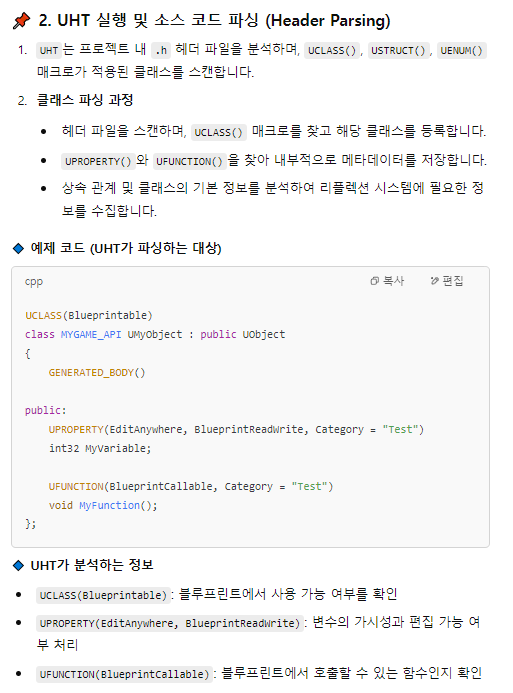 📌 2. UHT 실행 및 소스 코드 파싱 (Header Parsing)
1. UHT는 프로젝트 내 .h 헤더 파일을 분석하며, UCLASS(), USTRUCT(), UENUM()
매크로가 적용된 클래스를 스캔합니다.
2. 클래스 파싱 과정
• 헤더 파일을 스캔하며, UCLASS() 매크로를 찾고 해당 클래스를 등록합니다.
• UPROPERTY()와 UFUNCTION()을 찾아 내부적으로 메타데이터를 저장합니다.
• 상속 관계 및 클래스의 기본 정보를 분석하여 리플렉션 시스템에 필요한 정
보를 수집합니다.
🔹 예제 코드 (UHT가 파싱하는 대상)
cpp 복사 편집
UCLASS(Blueprintable)
class MYGAME_API UMyObject : public UObject
{
    GENERATED_BODY()

public:
    UPROPERTY(EditAnywhere, BlueprintReadWrite, Category = "Test")
    int32 MyVariable;

    UFUNCTION(BlueprintCallable, Category = "Test")
    void MyFunction();
};
🔹 UHT가 분석하는 정보
• UCLASS(Blueprintable): 블루프린트에서 사용 가능 여부를 확인
• UPROPERTY(EditAnywhere, BlueprintReadWrite): 변수의 가시성과 편집 가능 여
부 처리
• UFUNCTION(BlueprintCallable): 블루프린트에서 호출할 수 있는 함수인지 확인